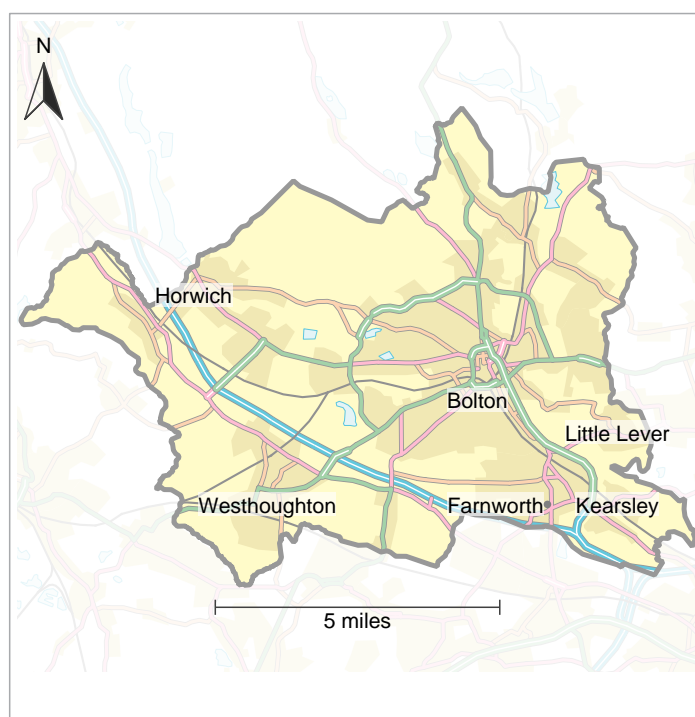 N
Horwich
Bolton
Little Lever
Westhoughton
Farnworth
Kearsley
5 miles